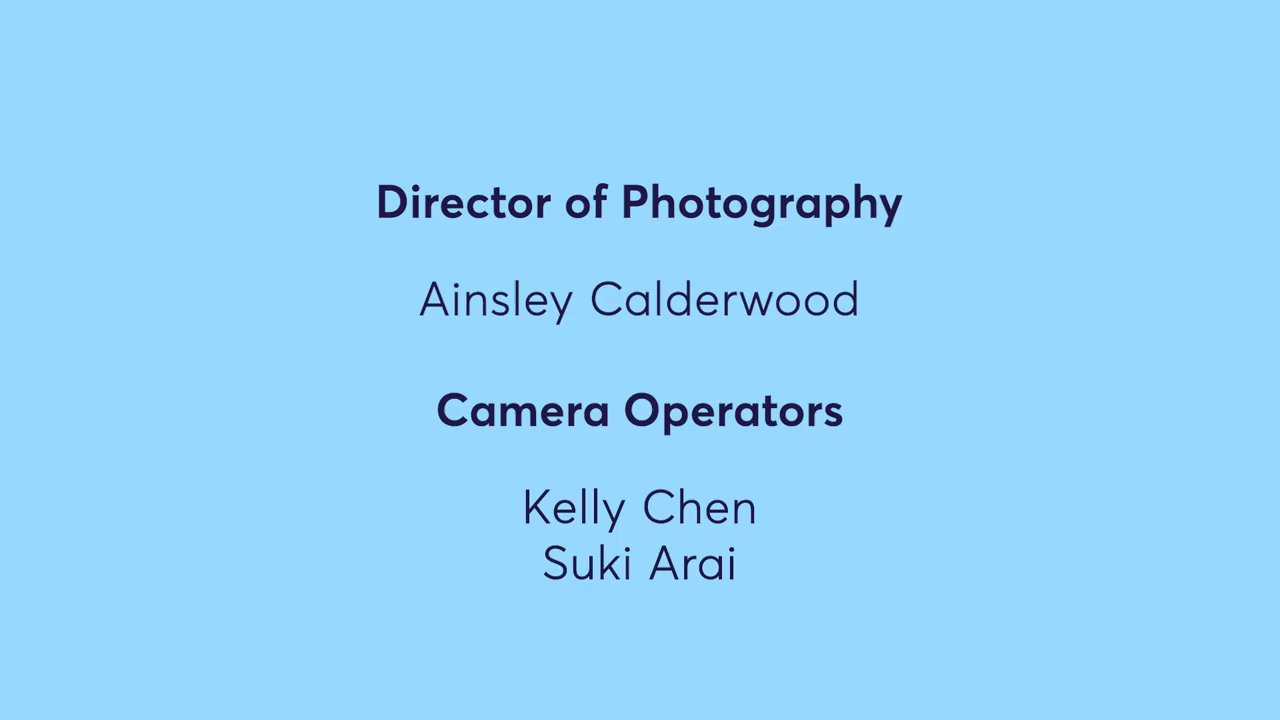 Director of Photography
Ainsley Calderwood
Camera Operators
Kelly Chen
Suki Arai